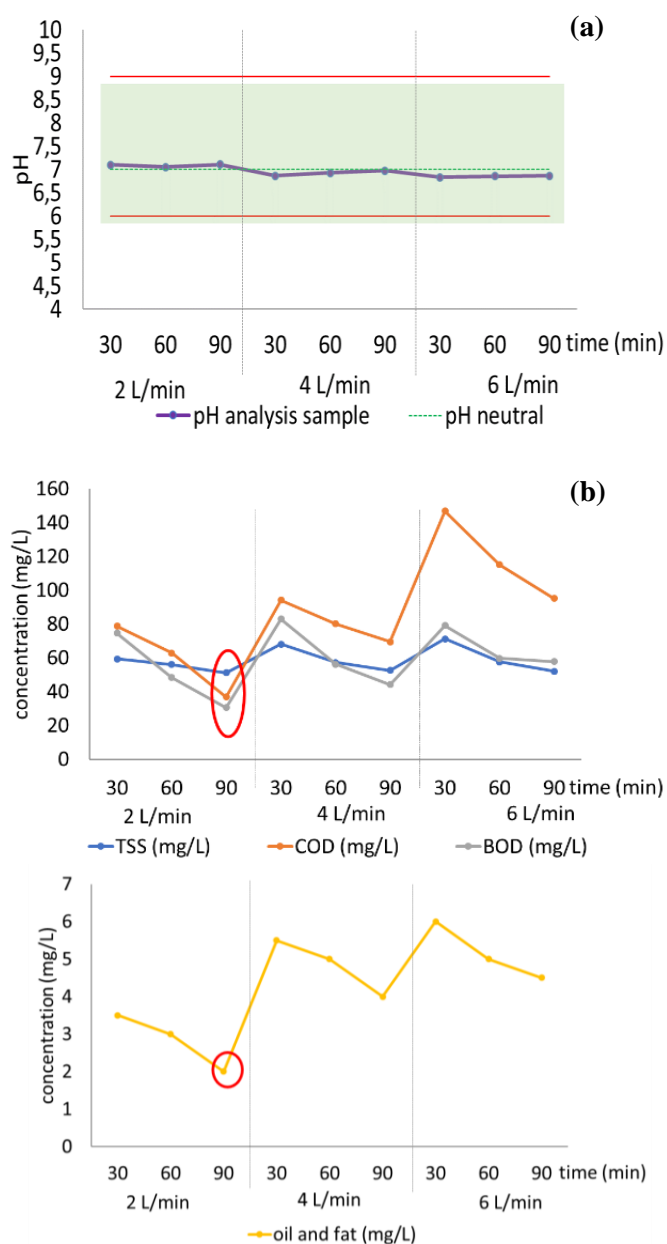 (a)
10
9,5
9
8,5
8
7,5
7
6,5
6
5,5
5
4,5
4
pH
30 60 90 30 60 90 30 60 90 time (min)
2 L/min 4 L/min 6 L/min
pH analysis sample pH neutral
(b)
160
140
120
100
80
60
40
20
0
concentration (mg/L)
30 60 90 30 60 90 30 60 90 time (min)
2 L/min 4 L/min 6 L/min
TSS (mg/L) COD (mg/L) BOD (mg/L)
7
6
5
4
3
2
1
0
concentration (mg/L)
30 60 90 30 60 90 30 60 90 time (min)
2 L/min 4 L/min 6 L/min
oil and fat (mg/L)